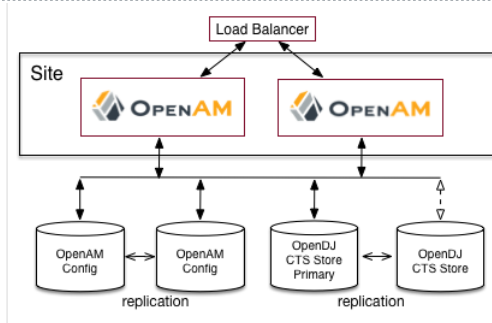 Load Balancer
Site
OPENAM
OPENAM
OpenAM
Config
OpenAM
Config
OpenDJ
CTS Store
Primary
OpenDJ
CTS Store
replication
replication